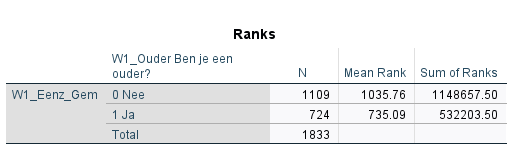 Ranks
W1_Ouder Ben je een ouder? N Mean Rank Sum of Ranks
W1_Eenz_Gem 0 Nee 1109 1035.76 1148657.50
1 Ja 724 735.09 532203.50
Total 1833